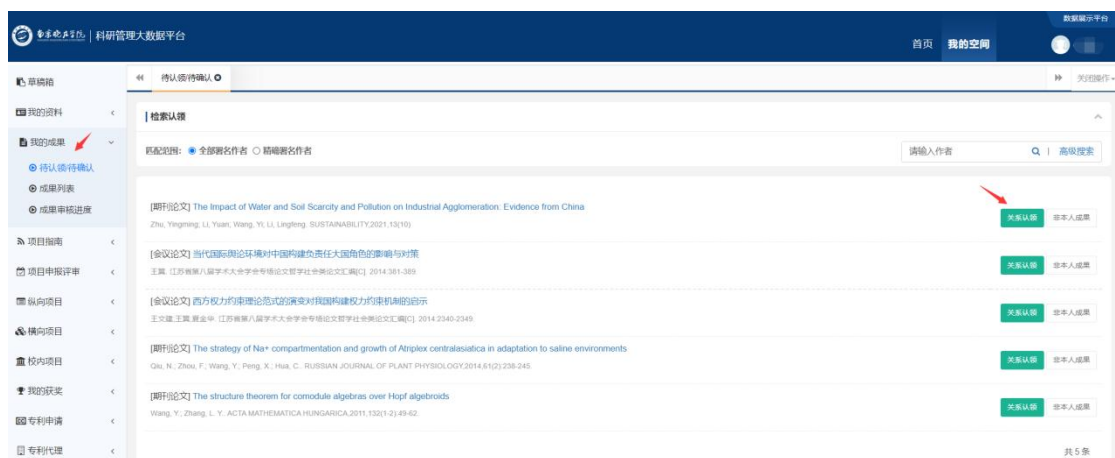 数据展示平台
南京晓庄学院 | 科研管理大数据平台
首页 我的空间
草稿箱
待认领/待确认
关闭操作
我的资料
检索认领
我的成果
匹配范围: 全部署名作者 精确署名作者
请输入作者
高级搜索
待认领/待确认
成果列表
成果审核进度
[期刊论文] The Impact of Water and Soil Scarcity and Pollution on Industrial Agglomeration: Evidence from China
Zhu, Yingming; Li, Yuan; Wang, Yi; Li, Lingfeng. SUSTAINABILITY,2021,13(10).
关系认领 非本人成果
项目指南
[会议论文] 当代国际舆论环境对中国构建负责任大国角色的影响与对策
王翼. 江苏省第八届学术大会学会专场论文哲学社会类论文汇编[C]. 2014:381-389.
关系认领 非本人成果
项目申报评审
纵向项目
[会议论文] 西方权力约束理论范式的演变对我国构建权力约束机制的启示
王文建;王翼;夏金华. 江苏省第八届学术大会学会专场论文哲学社会类论文汇编[C]. 2014:2340-2349.
关系认领 非本人成果
横向项目
校内项目
[期刊论文] The strategy of Na+ compartmentation and growth of Atriplex centralasiatica in adaptation to saline environments
Qiu, N.; Zhou, F.; Wang, Y.; Peng, X.; Hua, C.. RUSSIAN JOURNAL OF PLANT PHYSIOLOGY,2014,61(2):238-245.
关系认领 非本人成果
我的获奖
[期刊论文] The structure theorem for comodule algebras over Hopf algebroids
Wang, Y.; Zhang, L. Y. ACTA MATHEMATICA HUNGARICA,2011,132(1-2):49-62.
关系认领 非本人成果
专利申请
专利代理
共 5 条